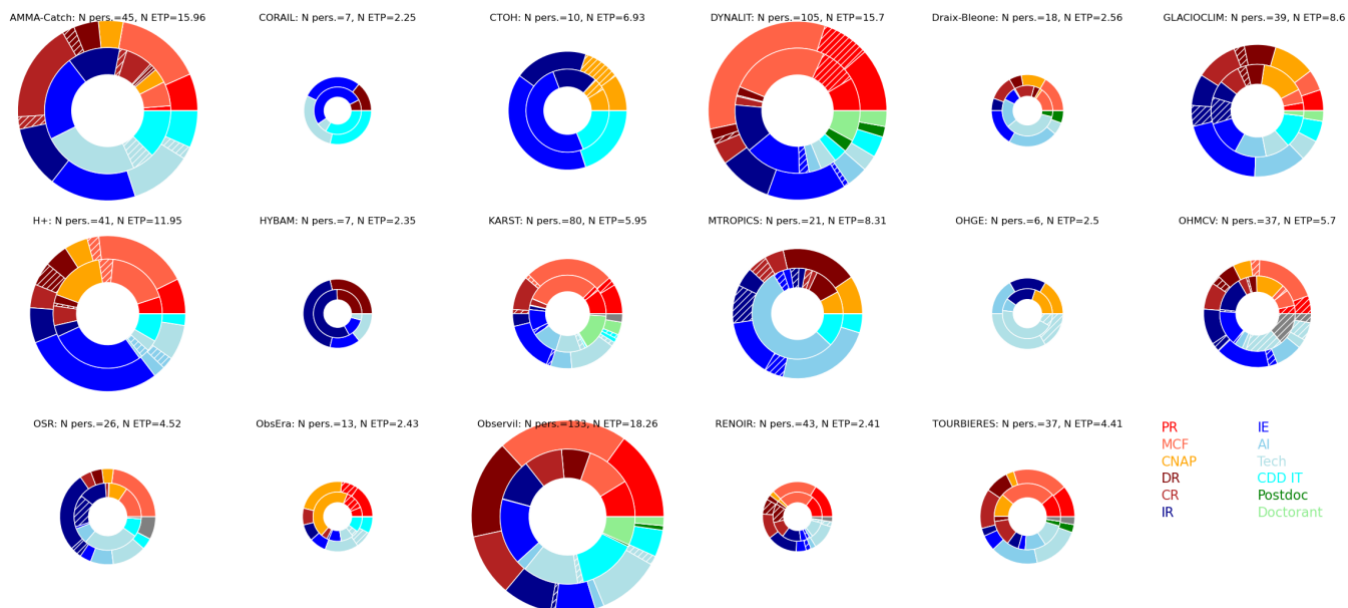 AMMA-Catch: N pers.=45, N ETP=15.96
CORAIL: N pers.=7, N ETP=2.25
CTOH: N pers.=10, N ETP=6.93
DYNALIT: N pers.=105, N ETP=15.7
Draix-Bleone: N pers.=18, N ETP=2.56
GLACIOCLIM: N pers.=39, N ETP=8.6
H+: N pers.=41, N ETP=11.95
HYBAM: N pers.=7, N ETP=2.35
KARST: N pers.=80, N ETP=5.95
MTROPICS: N pers.=21, N ETP=8.31
OHGE: N pers.=6, N ETP=2.5
OHMCV: N pers.=37, N ETP=5.7
OSR: N pers.=26, N ETP=4.52
ObsEra: N pers.=13, N ETP=2.43
Observil: N pers.=133, N ETP=18.26
RENOIR: N pers.=43, N ETP=2.41
TOURBIERES: N pers.=37, N ETP=4.41
PR
MCF
CNAP
DR
CR
IR
IE
AI
Tech
CDD IT
Postdoc
Doctorant